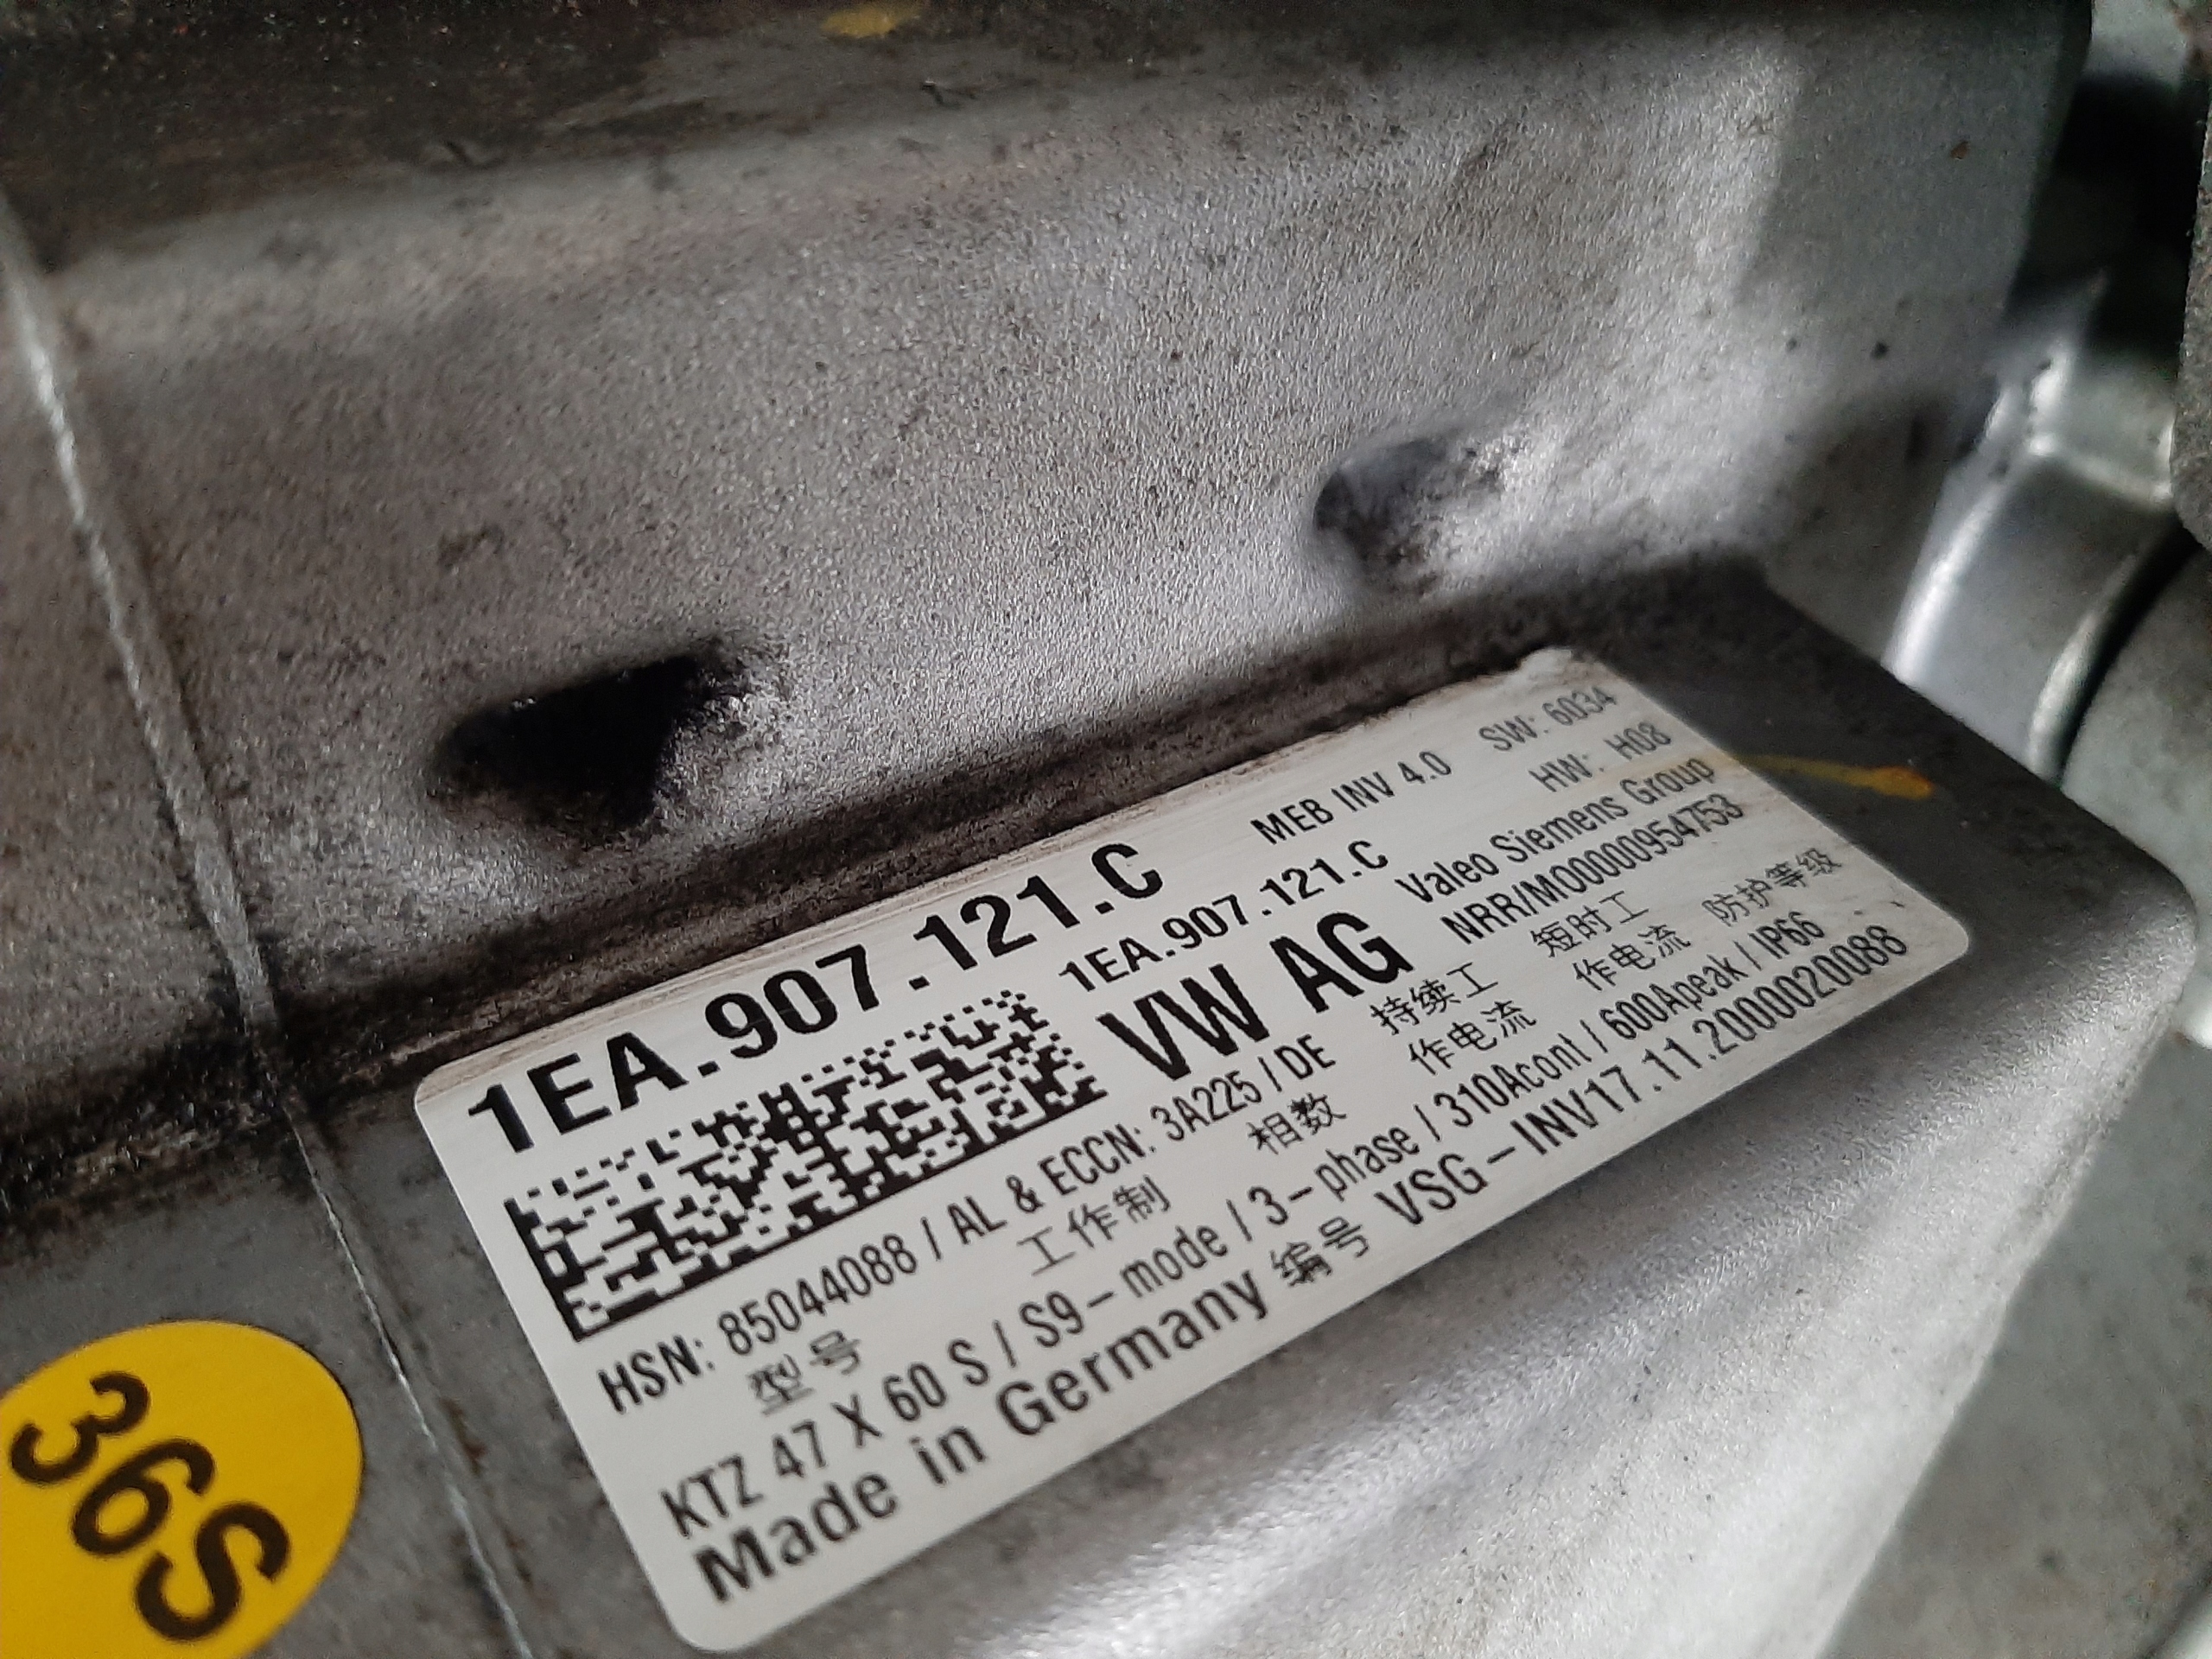 1EA.907.121.C
MEB INV 4.0
SW: 6034
1EA.907.121.C
HW: H08
VW AG
Valeo Siemens Group
NRR/M00000954753
HSN: 85044088 / AL & ECCN: 3A225 / DE
持续工 短时工
型号 工作制 相数 作电流 作电流 防护等级
KTZ 47 X 60 S / S9-mode / 3-phase / 310Acont / 600Apeak / IP66
Made in Germany 编号 VSG-INV17.11.20000020088
36S